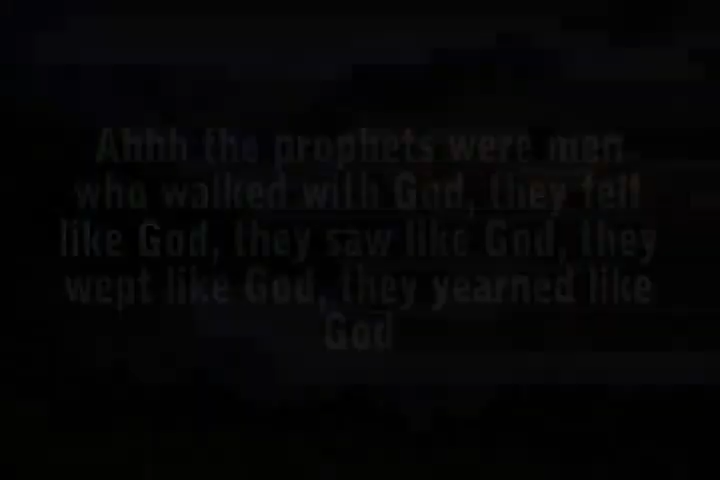 Ahhh the prophets were men
who walked with God, they felt
like God, they saw like God, they
wept like God, they yearned like
God